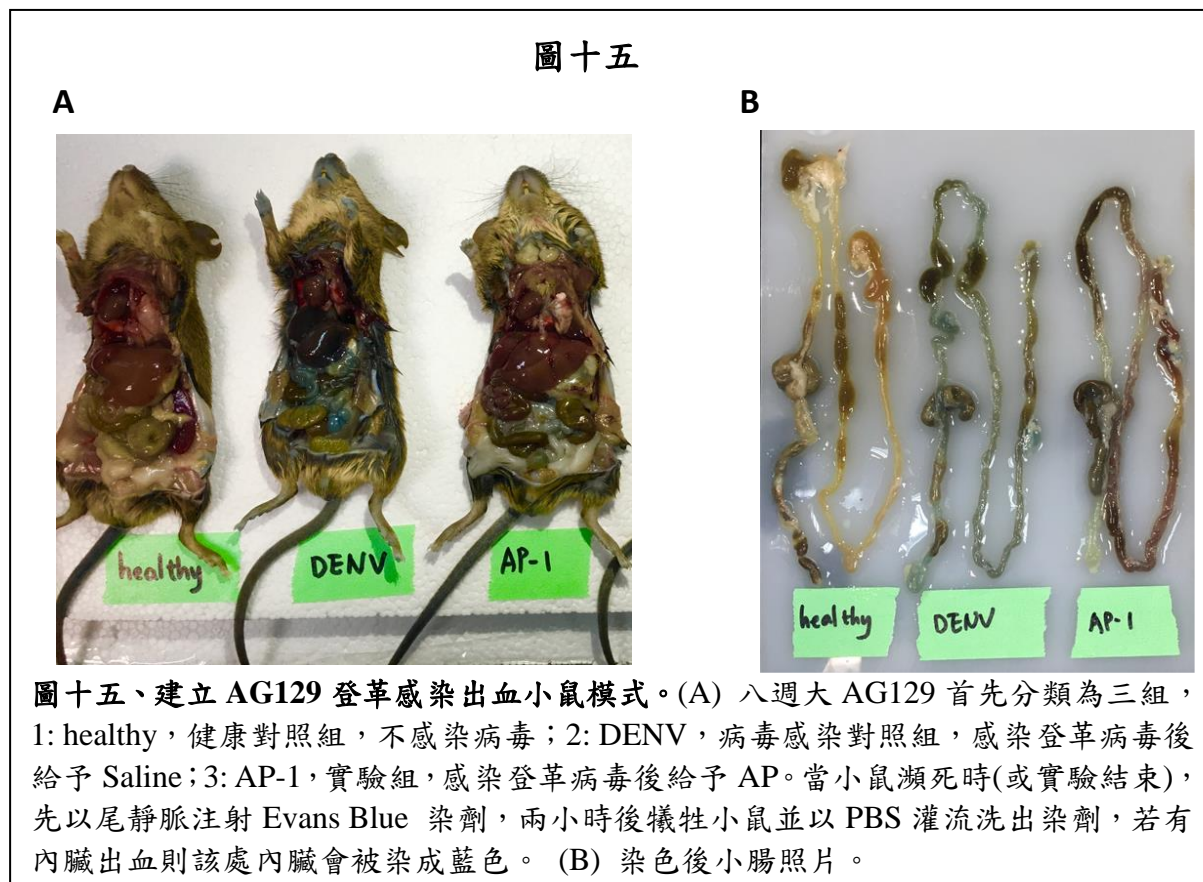 圖十五
A
B
healthy
DENV
AP-1
healthy
DENV
AP-1
圖十五、建立 AG129 登革感染出血小鼠模式。(A) 八週大 AG129 首先分類為三組，
1: healthy，健康對照組，不感染病毒；2: DENV，病毒感染對照組，感染登革病毒後
給予 Saline；3: AP-1，實驗組，感染登革病毒後給予 AP。當小鼠瀕死時(或實驗結束)，
先以尾靜脈注射 Evans Blue 染劑，兩小時後犧牲小鼠並以 PBS 灌流洗出染劑，若有
內臟出血則該處內臟會被染成藍色。 (B) 染色後小腸照片。